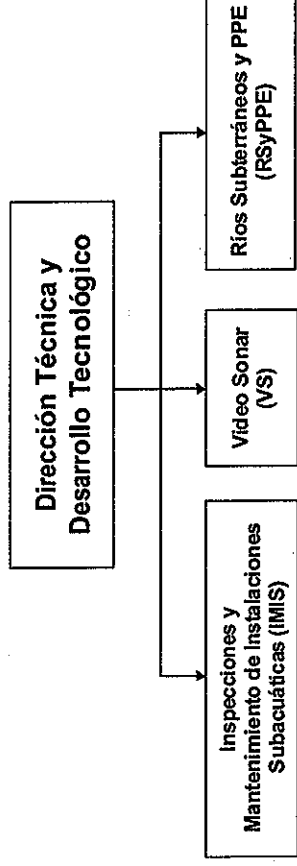 Dirección Técnica y
Desarrollo Tecnológico
Inspecciones y
Mantenimiento de Instalaciones
Subacuáticas (IMIS)
Video Sonar
(VS)
Ríos Subterráneos y PPE
(RSyPPE)